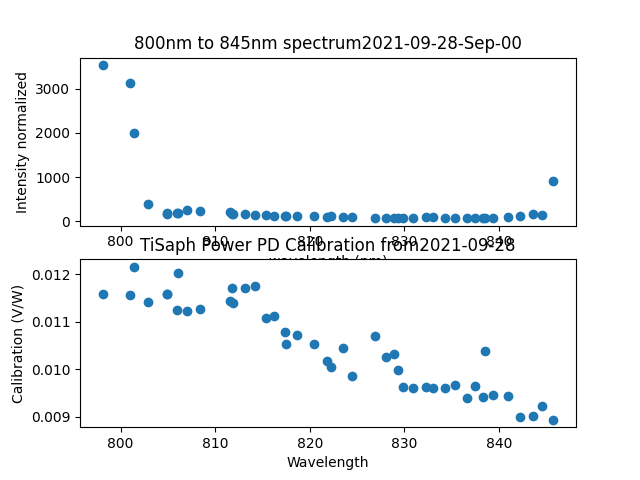 800nm to 845nm spectrum2021-09-28-Sep-00
Intensity normalized
3000
2000
1000
0
800 810 820 830 840
wavelength (nm)
TiSaph Power PD Calibration from2021-09-28
Calibration (V/W)
0.012
0.011
0.010
0.009
800 810 820 830 840
Wavelength